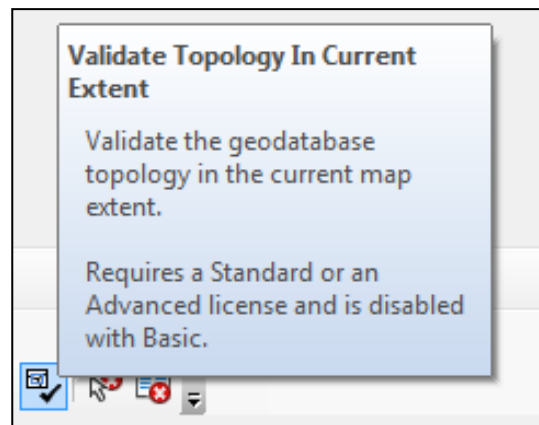 Validate Topology In Current
Extent
Validate the geodatabase
topology in the current map
extent.
Requires a Standard or an
Advanced license and is disabled
with Basic.